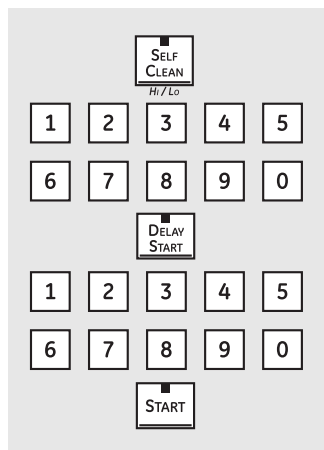 SELF
CLEAN
HI / LO
1 2 3 4 5
6 7 8 9 0
DELAY
START
1 2 3 4 5
6 7 8 9 0
START